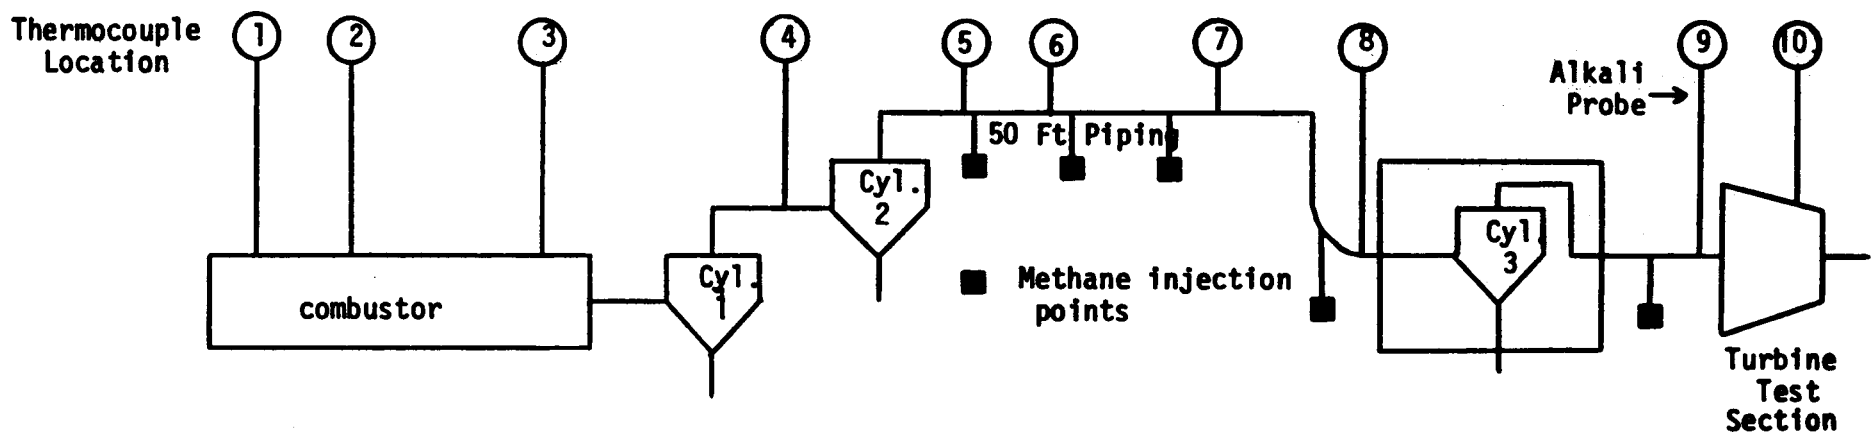 Thermocouple
Location
1
2
3
4
5
6
7
8
9
10.
Alkali
Probe
50 Ft Piping
Cyl.
2
Cyl.
1
Cyl.
3
combustor
Methane injection
points
Turbine
Test
Section